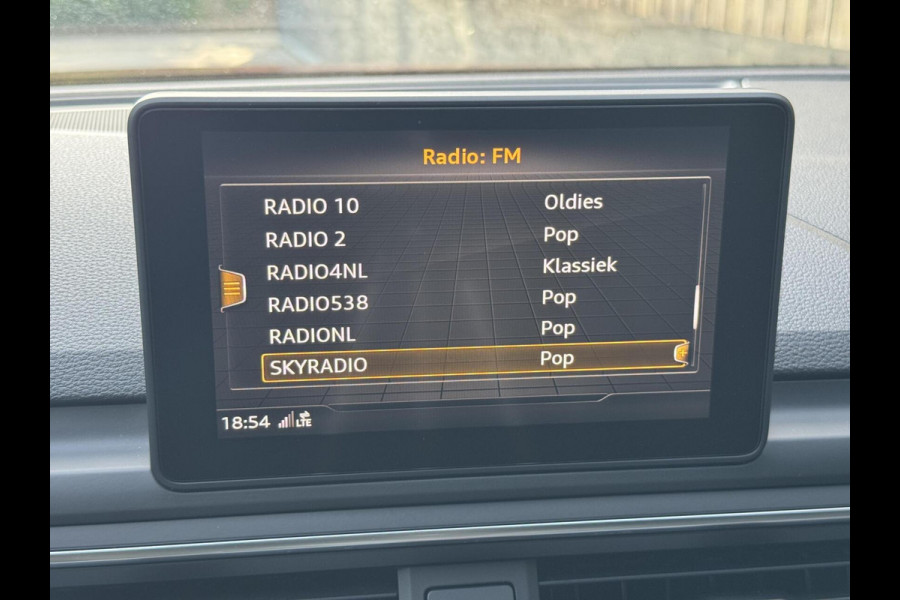 Radio: FM
RADIO 10 Oldies
RADIO 2 Pop
RADIO4NL Klassiek
RADIO538 Pop
RADIONL Pop
SKYRADIO Pop
18:54 LTE